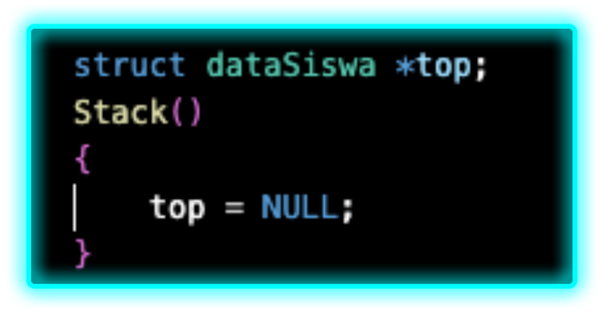 struct dataSiswa *top;
Stack()
{
    top = NULL;
}